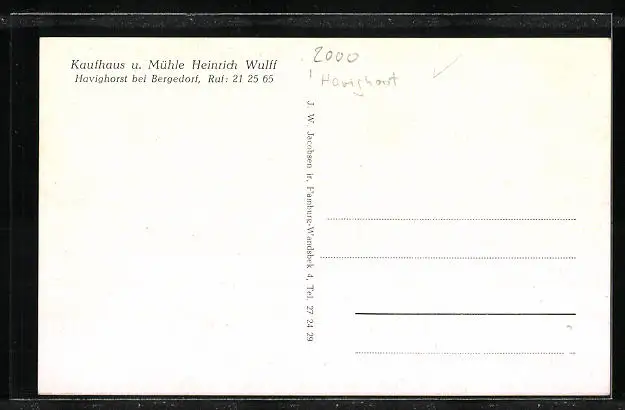 Kaufhaus u. Mühle Heinrich Wulff
Havighorst bei Bergedorf, Ruf: 21 25 65
2000
Havighorst
J. W. Jacobsen jr. Hamburg-Wandsbek 4, Tel. 27 24 29